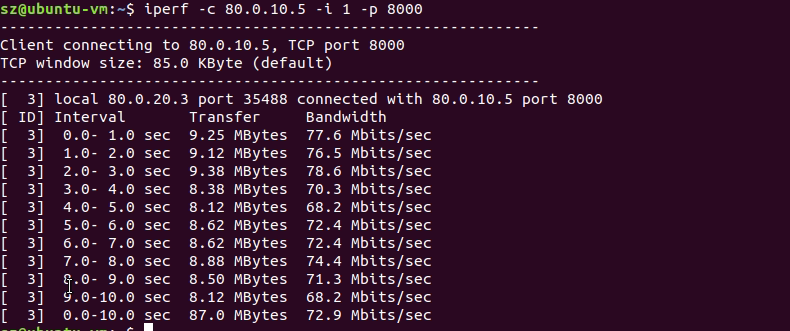 sz@ubuntu-vm:~$ iperf -c 80.0.10.5 -i 1 -p 8000
------------------------------------------------------------
Client connecting to 80.0.10.5, TCP port 8000
TCP window size: 85.0 KByte (default)
------------------------------------------------------------
[  3] local 80.0.20.3 port 35488 connected with 80.0.10.5 port 8000
[ ID] Interval       Transfer     Bandwidth
[  3]  0.0- 1.0 sec  9.25 MBytes  77.6 Mbits/sec
[  3]  1.0- 2.0 sec  9.12 MBytes  76.5 Mbits/sec
[  3]  2.0- 3.0 sec  9.38 MBytes  78.6 Mbits/sec
[  3]  3.0- 4.0 sec  8.38 MBytes  70.3 Mbits/sec
[  3]  4.0- 5.0 sec  8.12 MBytes  68.2 Mbits/sec
[  3]  5.0- 6.0 sec  8.62 MBytes  72.4 Mbits/sec
[  3]  6.0- 7.0 sec  8.62 MBytes  72.4 Mbits/sec
[  3]  7.0- 8.0 sec  8.88 MBytes  74.4 Mbits/sec
[  3]  8.0- 9.0 sec  8.50 MBytes  71.3 Mbits/sec
[  3]  9.0-10.0 sec  8.12 MBytes  68.2 Mbits/sec
[  3]  0.0-10.0 sec  87.0 MBytes  72.9 Mbits/sec
sz@ubuntu-vm:~$